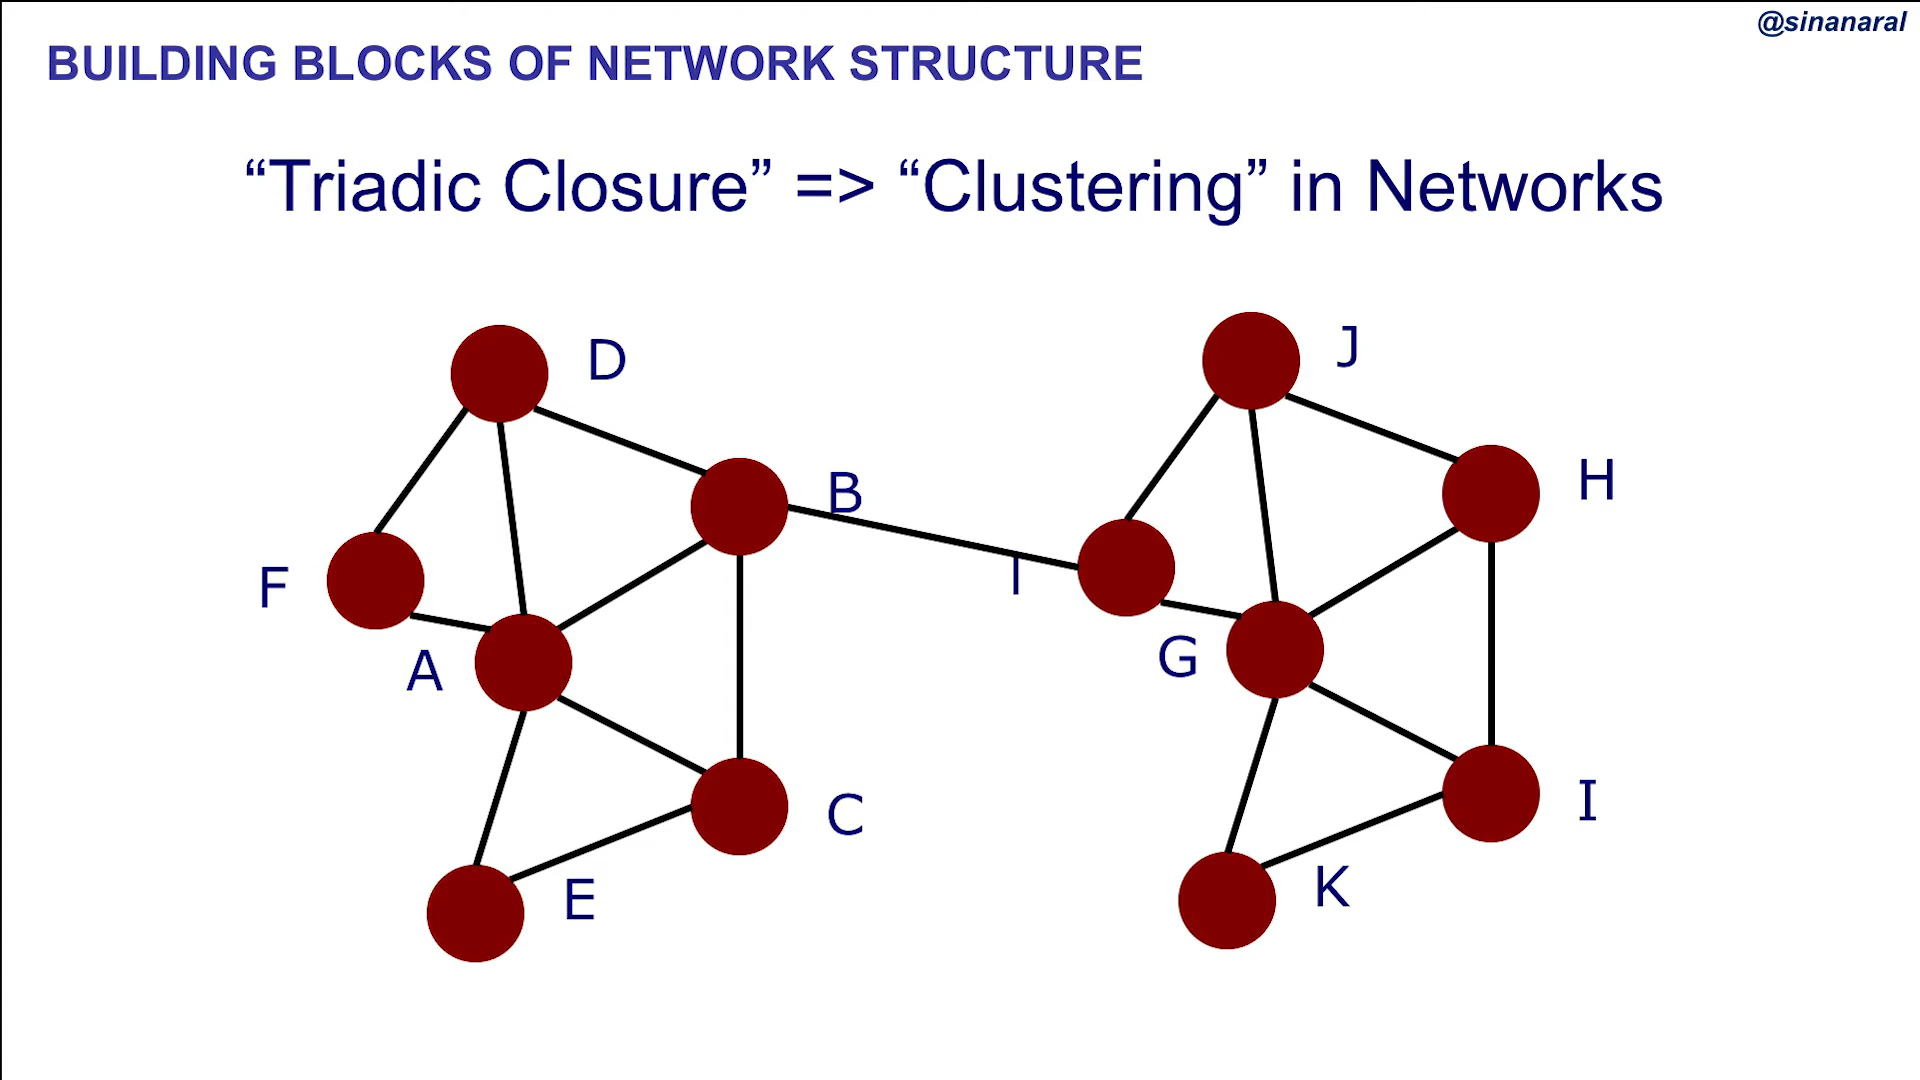 @sinanaral
BUILDING BLOCKS OF NETWORK STRUCTURE
“Triadic Closure” => “Clustering” in Networks
D
J
B
H
F
l
A
G
C
I
E
K